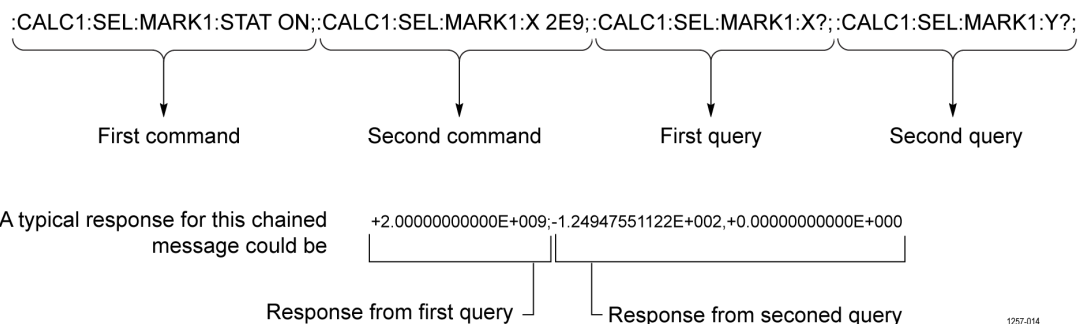 :CALC1:SEL:MARK1:STAT ON;:CALC1:SEL:MARK1:X 2E9;:CALC1:SEL:MARK1:X?;:CALC1:SEL:MARK1:Y?;
First command Second command First query Second query
A typical response for this chained +2.00000000000E+009;-1.24947551122E+002,+0.00000000000E+000
message could be
Response from first query Response from seconed query
1257-014